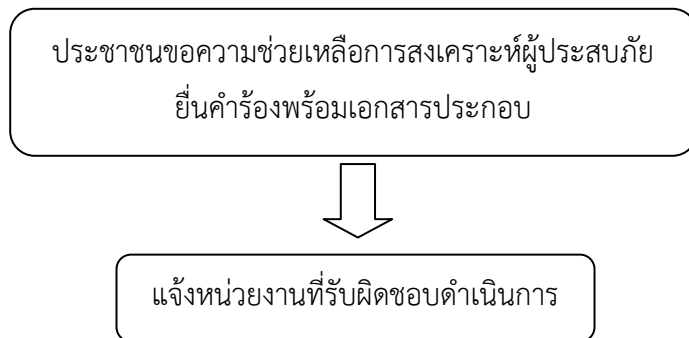 ประชาชนขอความช่วยเหลือการสงเคราะห์ผู้ประสบภัย
ยื่นคำร้องพร้อมเอกสารประกอบ
แจ้งหน่วยงานที่รับผิดชอบดำเนินการ